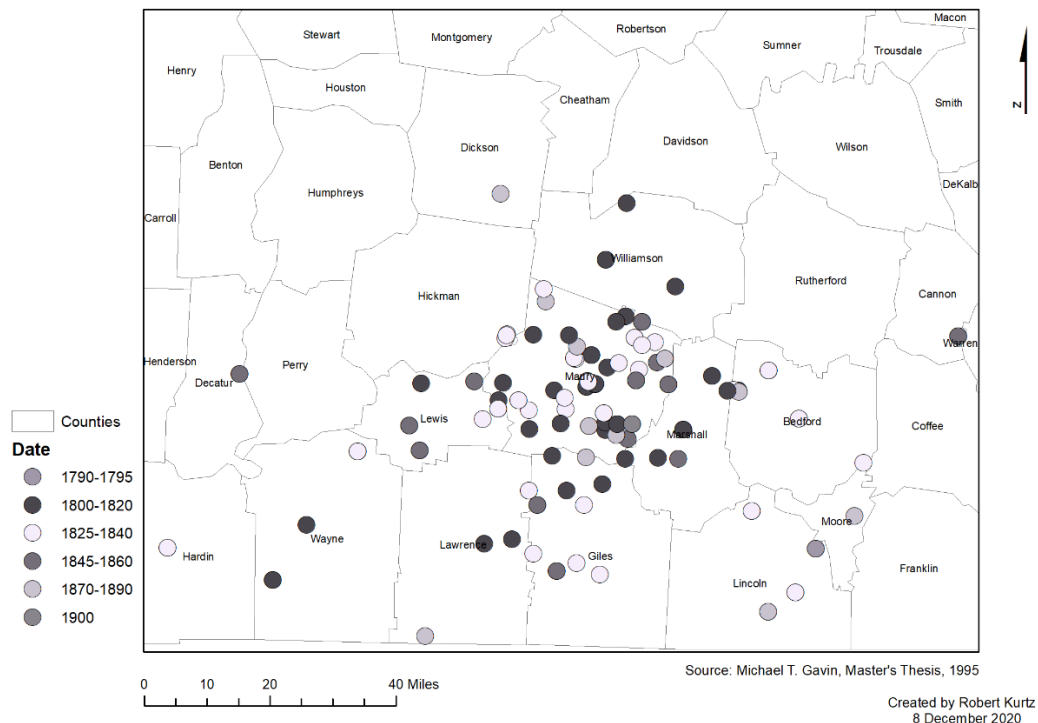 Macon
Stewart
Robertson
Montgomery
Sumner
Trousdale
Henry
Houston
Cheatham
Smith
Davidson
Dickson
Wilson
Benton
DeKalb
Humphreys
Carroll
Williamson
Rutherford
Cannon
Hickman
Warren
Henderson
Perry
Decatur
Maury
Lewis
Bedford
Coffee
Marshall
Moore
Wayne
Lawrence
Hardin
Giles
Franklin
Lincoln
N
Counties
Date
1790-1795
1800-1820
1825-1840
1845-1860
1870-1890
1900
0 10 20 40 Miles
Source: Michael T. Gavin, Master's Thesis, 1995
Created by Robert Kurtz
8 December 2020